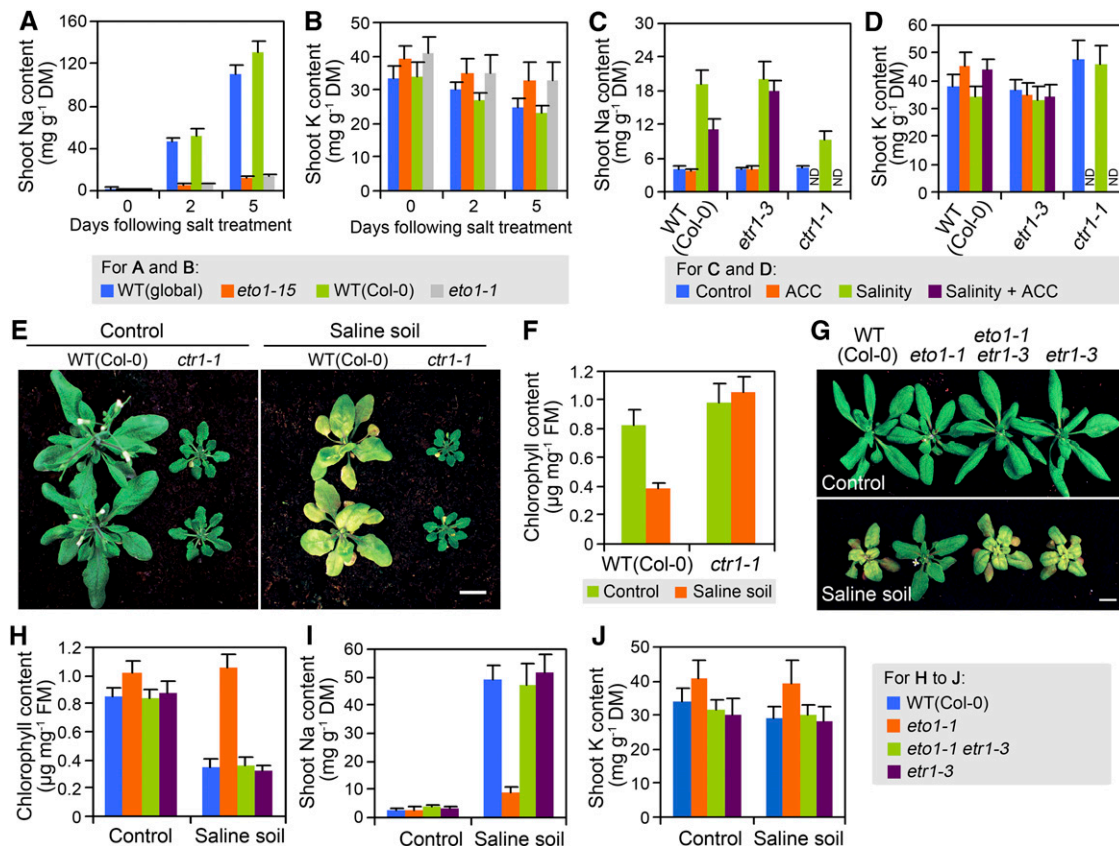 A
Shoot Na content
(mg g⁻¹ DM)
160
120
80
40
0
0 2 5
Days following salt treatment
B
Shoot K content
(mg g⁻¹ DM)
50
40
30
20
10
0
0 2 5
Days following salt treatment
For A and B:
WT(global) eto1-15 WT(Col-0) eto1-1
C
Shoot Na content
(mg g⁻¹ DM)
30
24
18
12
6
0
ND ND
WT
(Col-0)
etr1-3
ctr1-1
D
Shoot K content
(mg g⁻¹ DM)
60
50
40
30
20
10
0
ND ND
WT
(Col-0)
etr1-3
ctr1-1
For C and D:
Control ACC Salinity Salinity + ACC
E
Control Saline soil
WT(Col-0) ctr1-1 WT(Col-0) ctr1-1
F
Chlorophyll content
(µg mg⁻¹ FM)
1.2
1.0
0.8
0.6
0.4
1.2
0
WT(Col-0) ctr1-1
Control Saline soil
G
WT
(Col-0)
eto1-1
eto1-1
etr1-3
etr1-3
Control
Saline soil
H
Chlorophyll content
(µg mg⁻¹ FM)
1.2
1.0
0.8
0.6
0.4
0.2
0
Control Saline soil
I
Shoot Na content
(mg g⁻¹ DM)
60
50
40
30
20
10
0
Control Saline soil
J
Shoot K content
(mg g⁻¹ DM)
50
40
30
20
10
0
Control Saline soil
For H to J:
WT(Col-0)
eto1-1
eto1-1 etr1-3
etr1-3